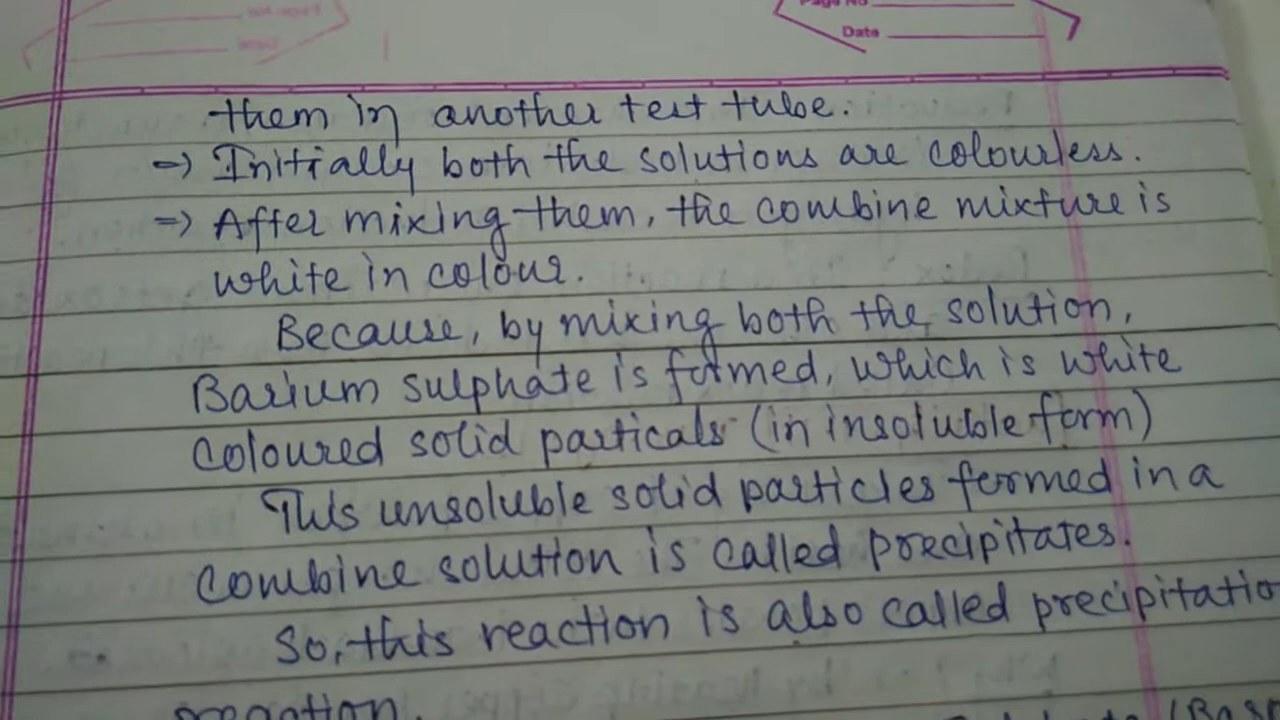 Page No
Date
them in another test tube.
=> Initially both the solutions are colourless.
=> After mixing them, the combine mixture is
white in colour.
Because, by mixing both the solution,
Barium sulphate is formed, which is white
coloured solid particals (in insoluble form)
This unsoluble solid particles formed in a
combine solution is called precipitates.
So, this reaction is also called precipitatio
reaction.